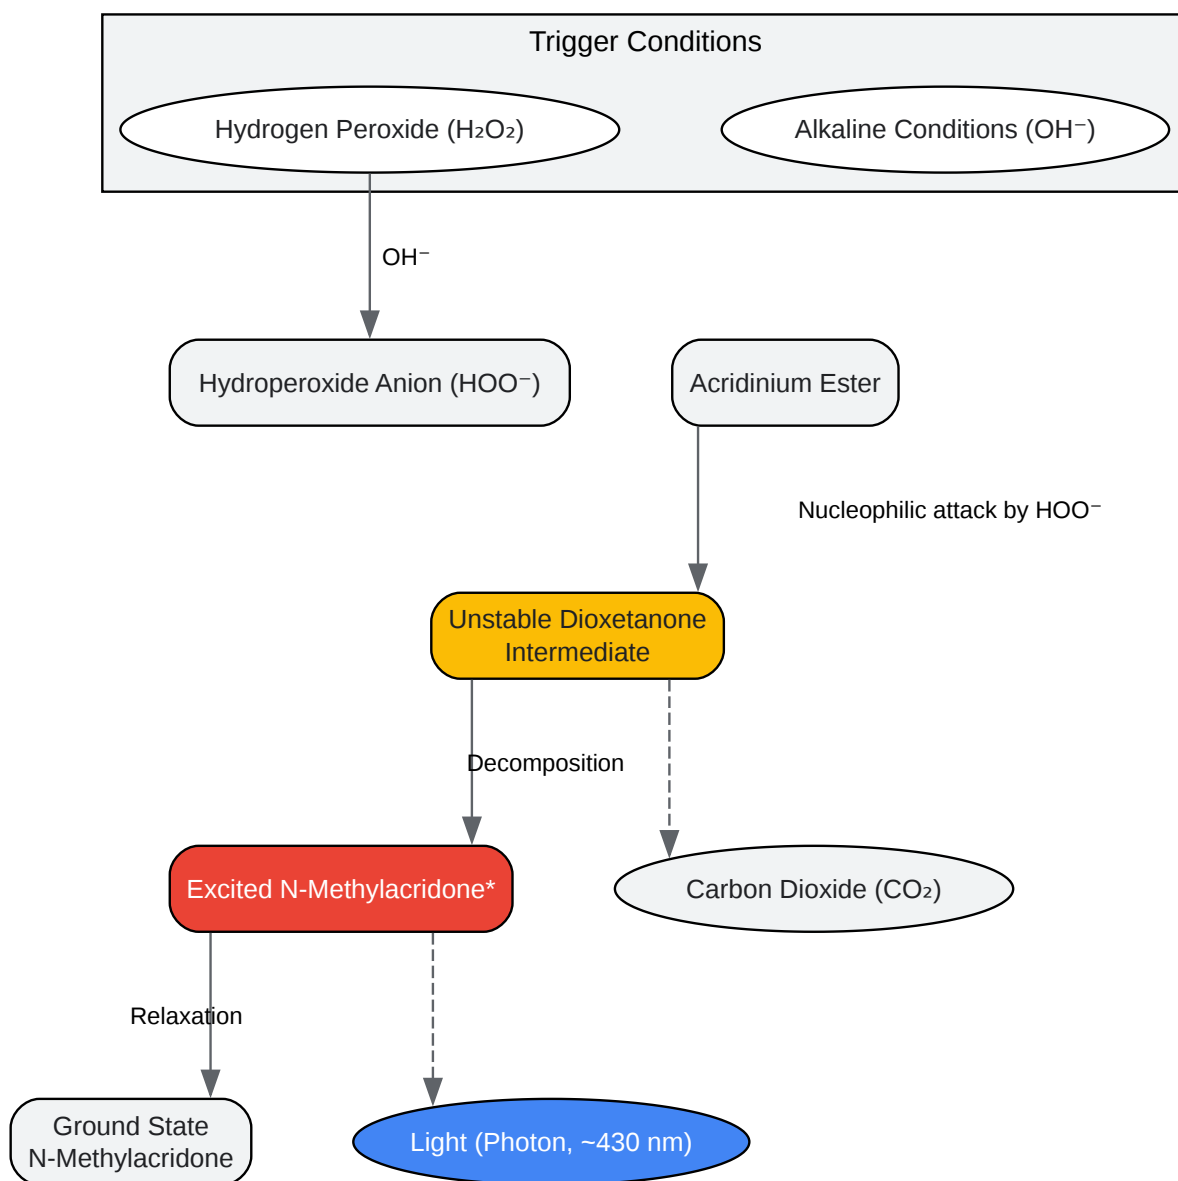 Trigger Conditions
Hydrogen Peroxide (H₂O₂)
Alkaline Conditions (OH⁻)
OH⁻
Hydroperoxide Anion (HOO⁻)
Acridinium Ester
Nucleophilic attack by HOO⁻
Unstable Dioxetanone
Intermediate
Decomposition
Excited N-Methylacridone*
Carbon Dioxide (CO₂)
Relaxation
Ground State
N-Methylacridone
Light (Photon, ~430 nm)